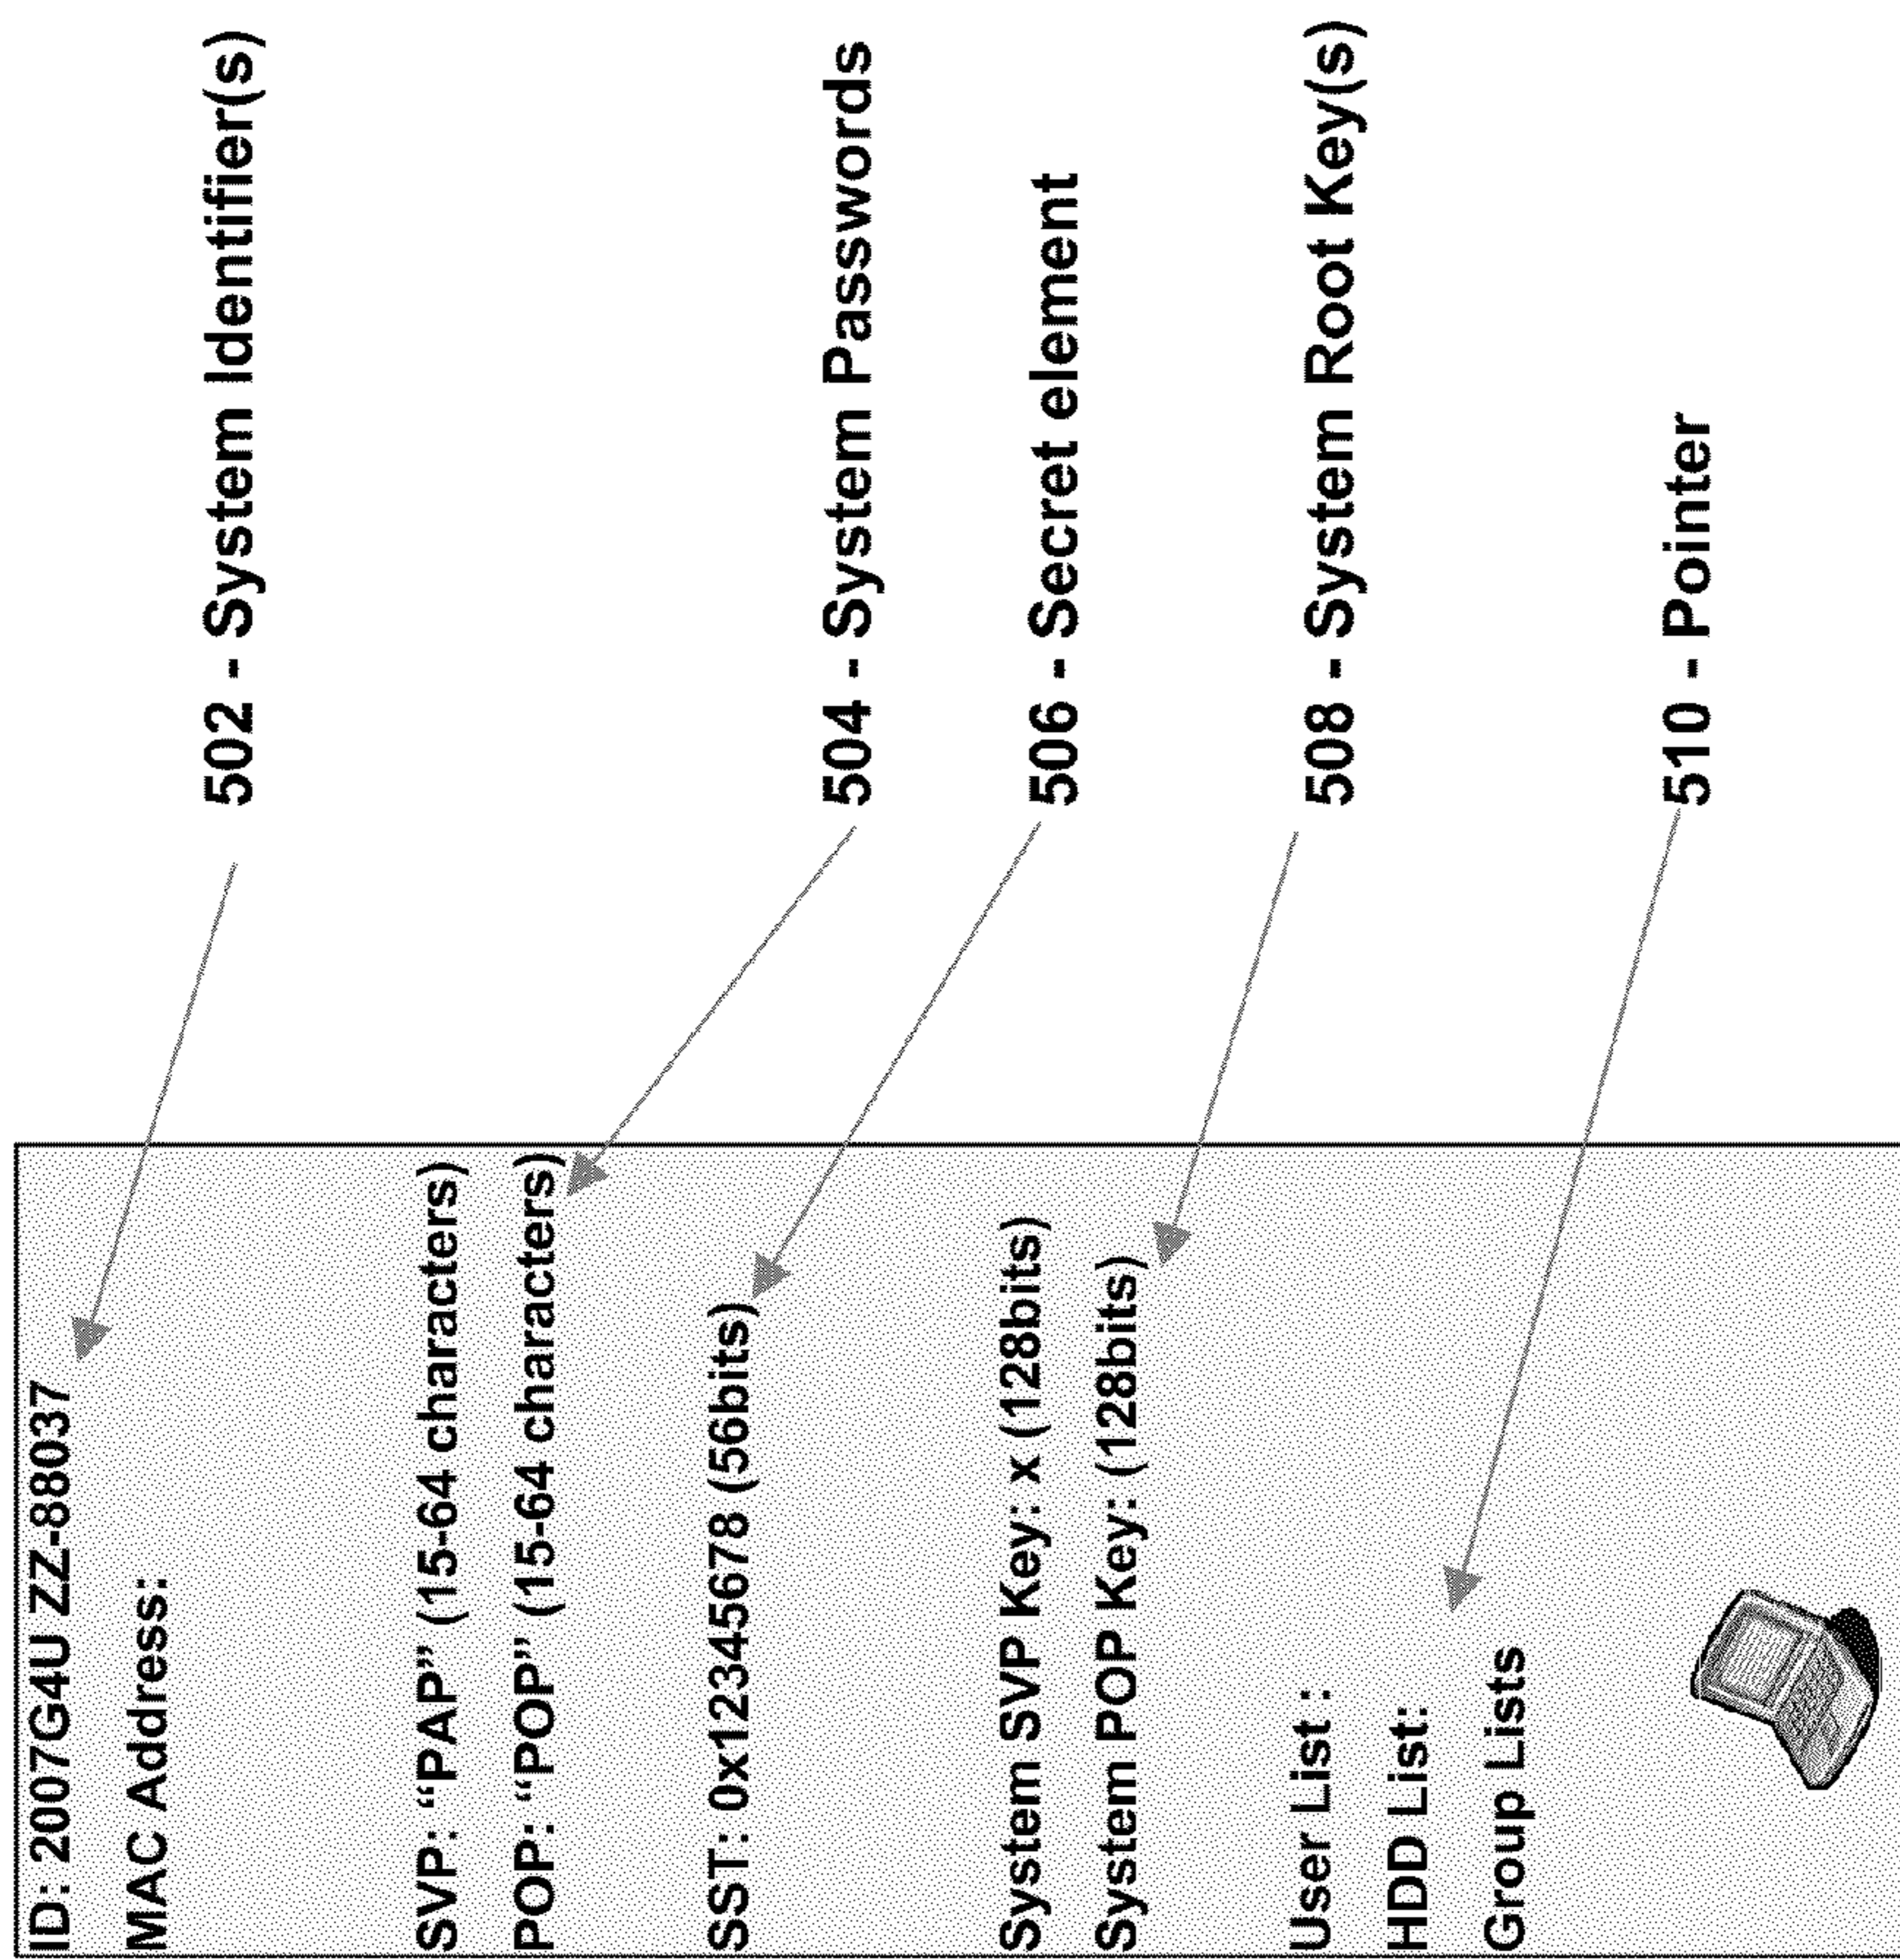 ID: 2007G4U ZZ-88037
MAC Address:
SVP: “PAP” (15-64 characters)
POP: “POP” (15-64 characters)
SST: 0x12345678 (56bits)
System SVP Key: x (128bits)
System POP Key: (128bits)
User List :
HDD List:
Group Lists
502 - System Identifier(s)
504 - System Passwords
506 - Secret element
508 - System Root Key(s)
510 - Pointer